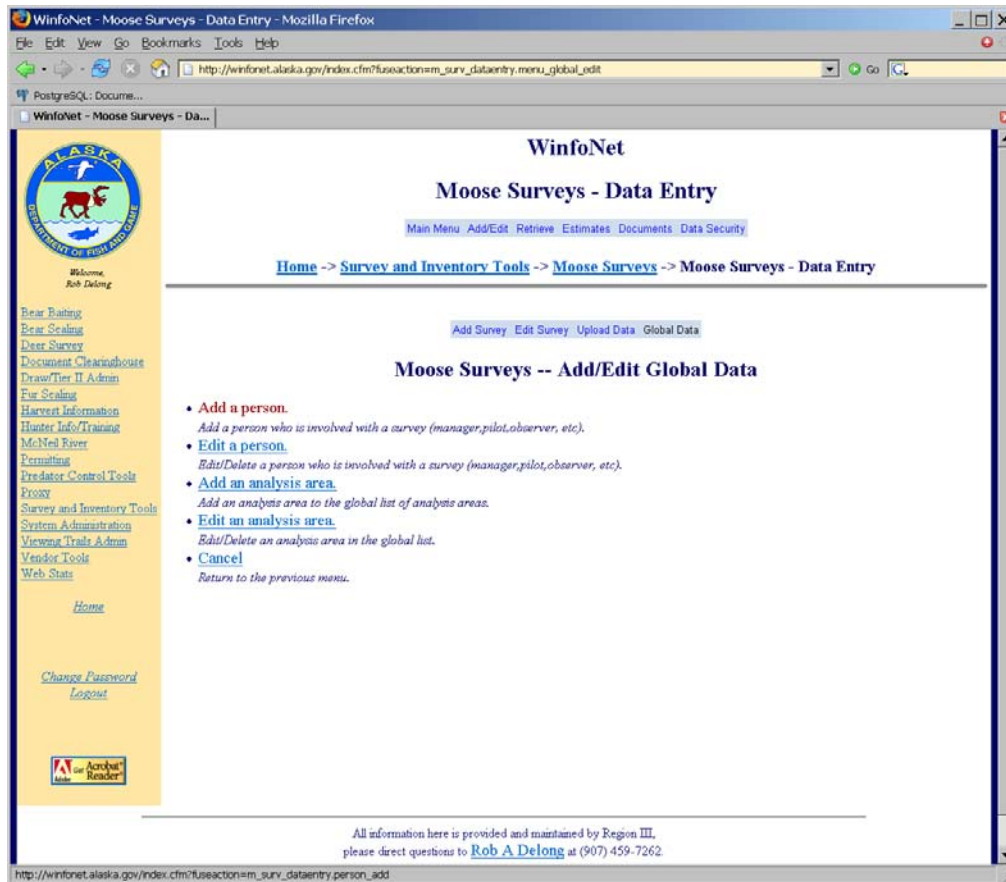 WinfoNet - Moose Surveys - Data Entry - Mozilla Firefox
File Edit View Go Bookmarks Tools Help
http://winfonet.alaska.gov/index.cfm?fuseaction=m_surv_dataentry.menu_global_edit
Go
PostgreSQL: Docume...
WinfoNet - Moose Surveys - Da...
ALASKA
DEPARTMENT OF FISH AND GAME
Welcome,
Rob Delong
Bear Baiting
Bear Sealing
Deer Survey
Document Clearinghouse
Draw/Tier II Admin
Fur Sealing
Harvest Information
Hunter Info/Training
McNeil River
Permitting
Predator Control Tools
Proxy
Survey and Inventory Tools
System Administration
Viewing Trails Admin
Vendor Tools
Web Stats
Home
Change Password
Logout
Adobe
Get Acrobat®
Reader®
WinfoNet
Moose Surveys - Data Entry
Main Menu Add/Edit Retrieve Estimates Documents Data Security
Home -> Survey and Inventory Tools -> Moose Surveys -> Moose Surveys - Data Entry
Add Survey Edit Survey Upload Data Global Data
Moose Surveys -- Add/Edit Global Data
• Add a person.
Add a person who is involved with a survey (manager,pilot,observer, etc).
• Edit a person.
Edit/Delete a person who is involved with a survey (manager,pilot,observer, etc).
• Add an analysis area.
Add an analysis area to the global list of analysis areas.
• Edit an analysis area.
Edit/Delete an analysis area in the global list.
• Cancel
Return to the previous menu.
All information here is provided and maintained by Region III,
please direct questions to Rob A Delong at (907) 459-7262.
http://winfonet.alaska.gov/index.cfm?fuseaction=m_surv_dataentry.person_add